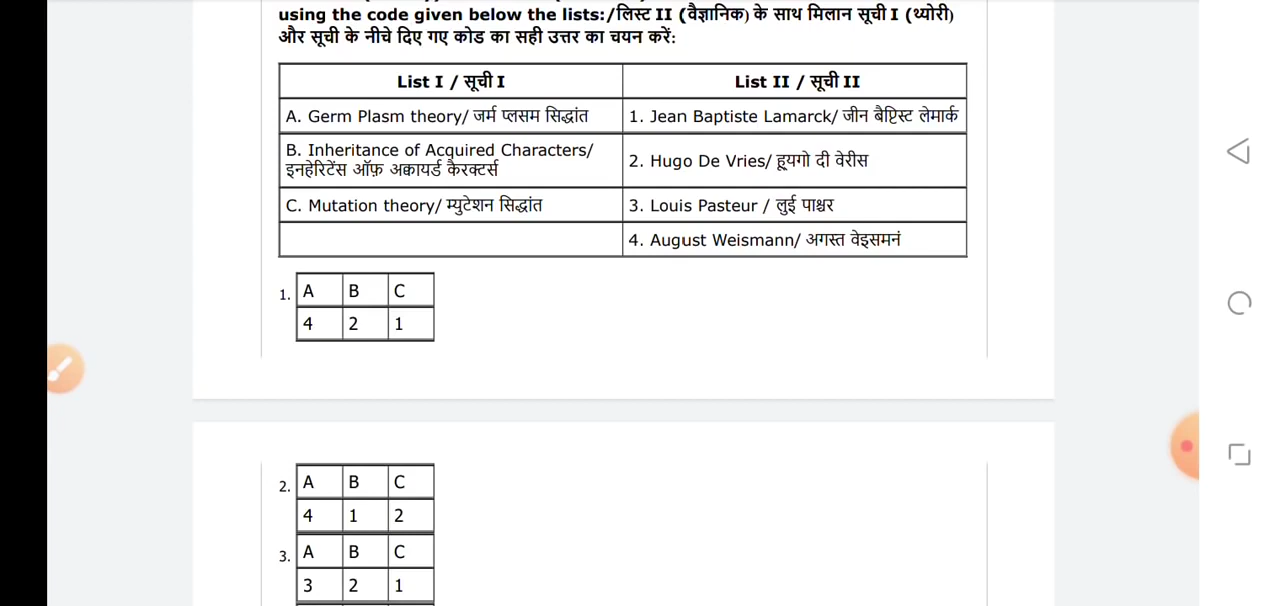 using the code given below the lists:/लिस्ट II (वैज्ञानिक) के साथ मिलान सूची I (थ्योरी)
और सूची के नीचे दिए गए कोड का सही उत्तर का चयन करें:
List I / सूची I
List II / सूची II
A. Germ Plasm theory/ जर्म प्लसम सिद्धांत
1. Jean Baptiste Lamarck/ जीन बैप्टिस्ट लेमार्क
B. Inheritance of Acquired Characters/
इनहेरिटेंस ऑफ़ अक्वायर्ड कैरक्टर्स
2. Hugo De Vries/ हूयगो दी वेरीस
C. Mutation theory/ म्युटेशन सिद्धांत
3. Louis Pasteur / लुई पाश्चर
4. August Weismann/ अगस्त वेइसमनं
1. A B C
4 2 1
2. A B C
4 1 2
3. A B C
3 2 1